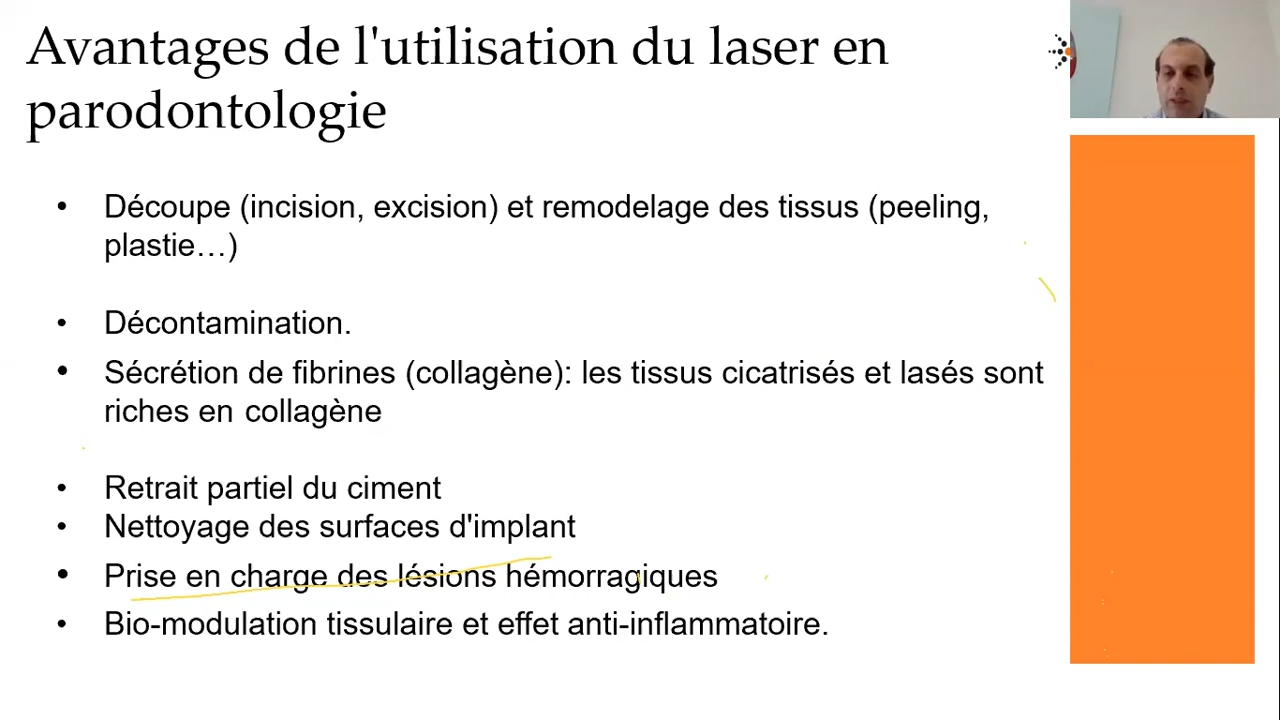 Avantages de l'utilisation du laser en
parodontologie
• Découpe (incision, excision) et remodelage des tissus (peeling,
plastie…)
• Décontamination.
• Sécrétion de fibrines (collagène): les tissus cicatrisés et lasés sont
riches en collagène
• Retrait partiel du ciment
• Nettoyage des surfaces d'implant
• Prise en charge des lésions hémorragiques
• Bio-modulation tissulaire et effet anti-inflammatoire.